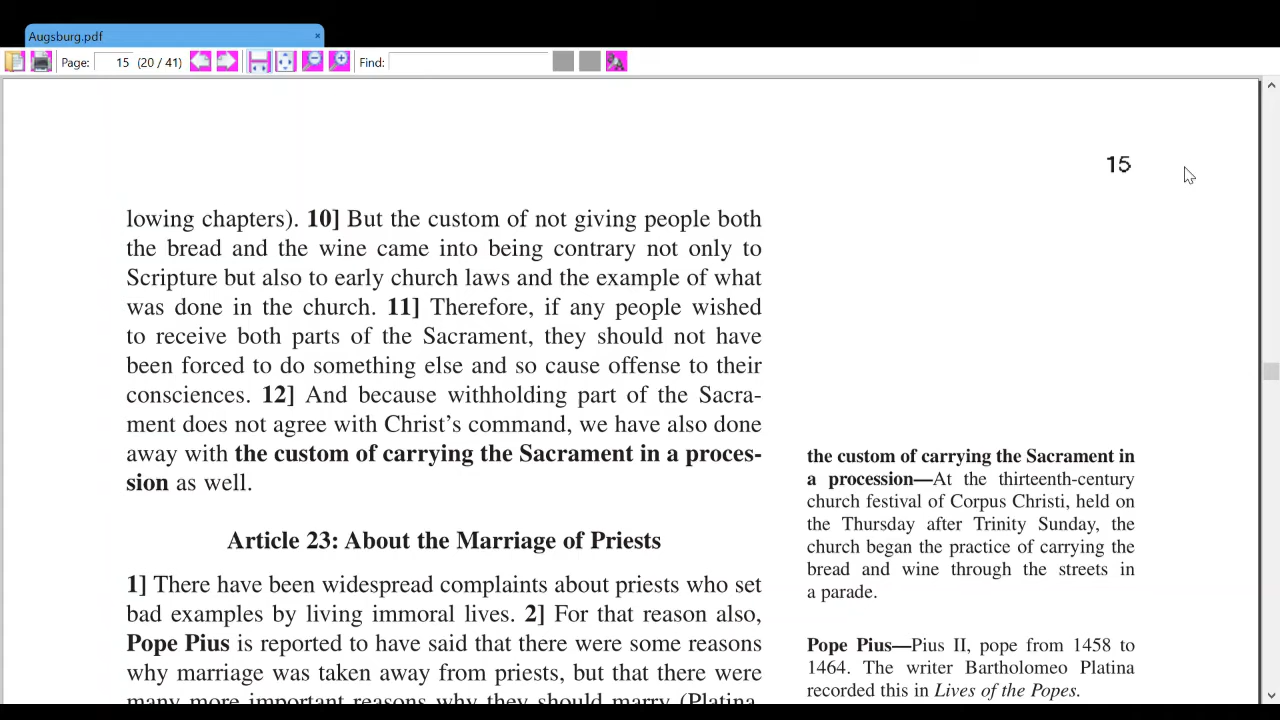 Augsburg.pdf
×
Page: 15 (20 / 41) Find:
15
lowing chapters). 10] But the custom of not giving people both
the bread and the wine came into being contrary not only to
Scripture but also to early church laws and the example of what
was done in the church. 11] Therefore, if any people wished
to receive both parts of the Sacrament, they should not have
been forced to do something else and so cause offense to their
consciences. 12] And because withholding part of the Sacra-
ment does not agree with Christ's command, we have also done
away with the custom of carrying the Sacrament in a proces-
sion as well.
Article 23: About the Marriage of Priests
1] There have been widespread complaints about priests who set
bad examples by living immoral lives. 2] For that reason also,
Pope Pius is reported to have said that there were some reasons
why marriage was taken away from priests, but that there were
many more important reasons why they should marry (Platina,
the custom of carrying the Sacrament in
a procession—At the thirteenth-century
church festival of Corpus Christi, held on
the Thursday after Trinity Sunday, the
church began the practice of carrying the
bread and wine through the streets in
a parade.
Pope Pius—Pius II, pope from 1458 to
1464. The writer Bartholomeo Platina
recorded this in Lives of the Popes.